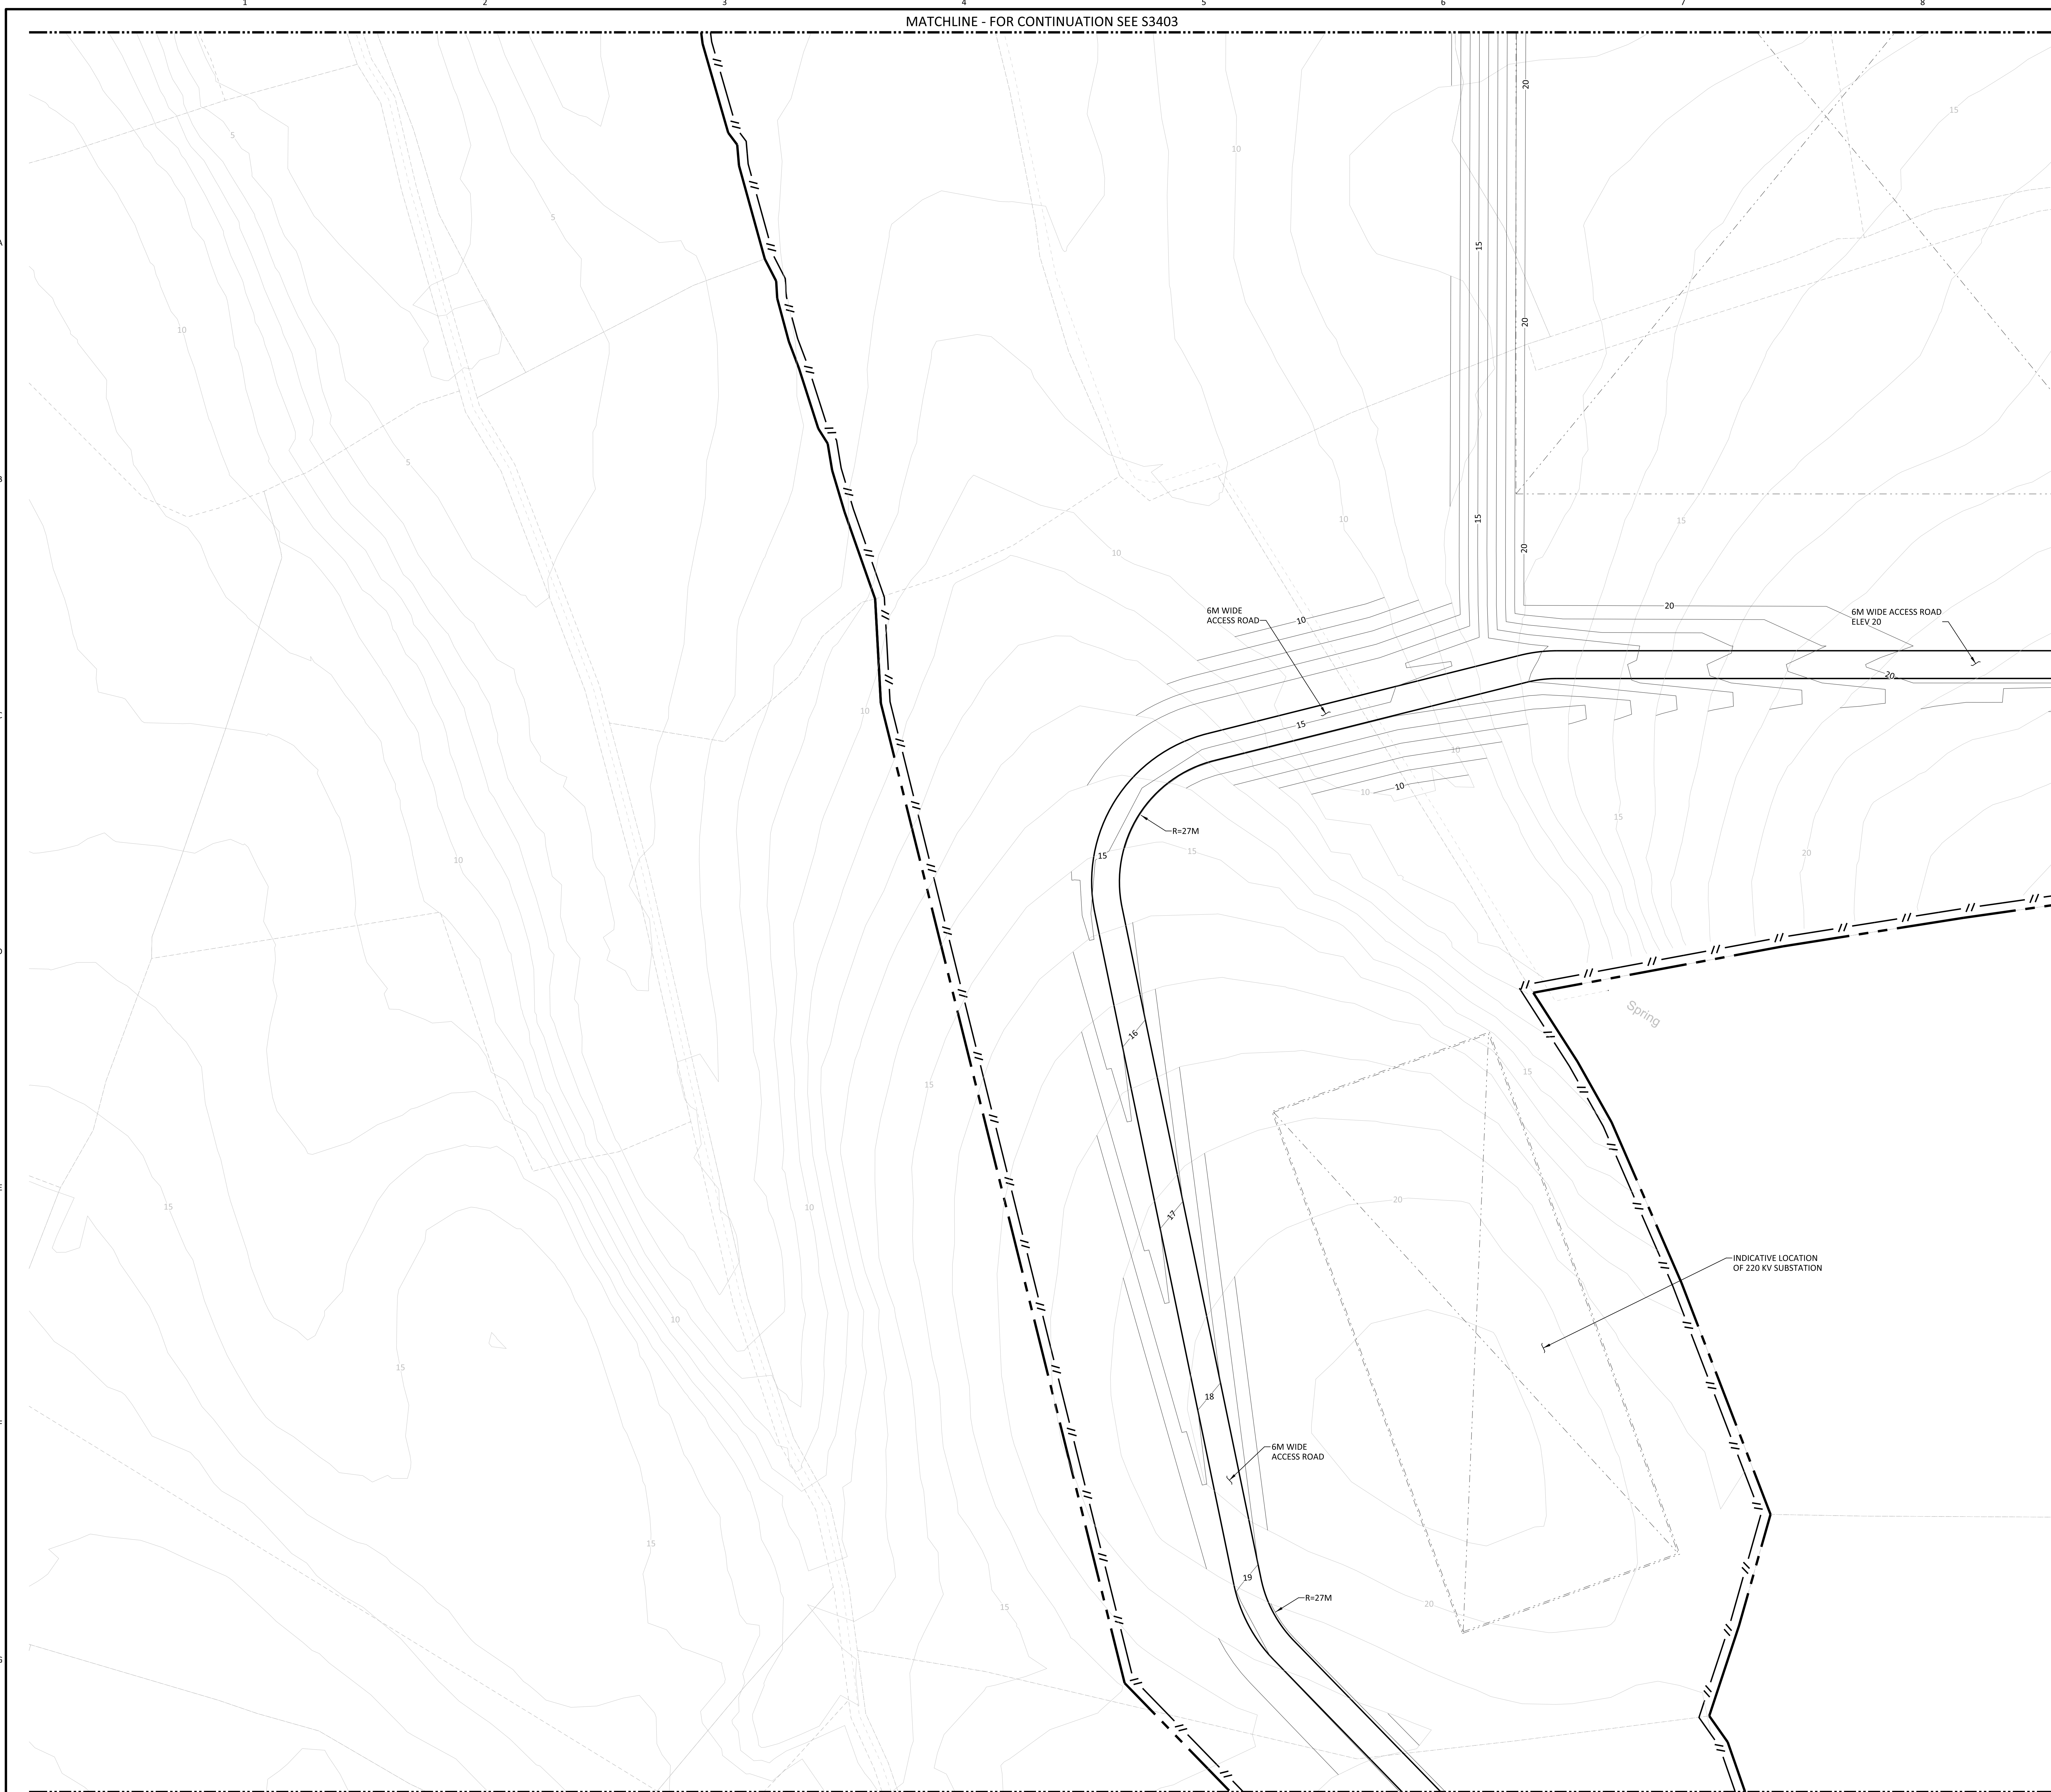 1 2 3 4 5 6 7 8
MATCHLINE - FOR CONTINUATION SEE S3403
20
15
5
10
A
5
15
10
20
B
5
15
10
15
10
20
6M WIDE
ACCESS ROAD
10
20
6M WIDE ACCESS ROAD
ELEV 20
20
C
10
15
10
10
10
R=27M
15
15
15
20
10
D
Spring
16
15
15
E
15
10
20
17
INDICATIVE LOCATION
OF 220 KV SUBSTATION
10
15
18
F
6M WIDE
ACCESS ROAD
15
19
R=27M
15
20
G